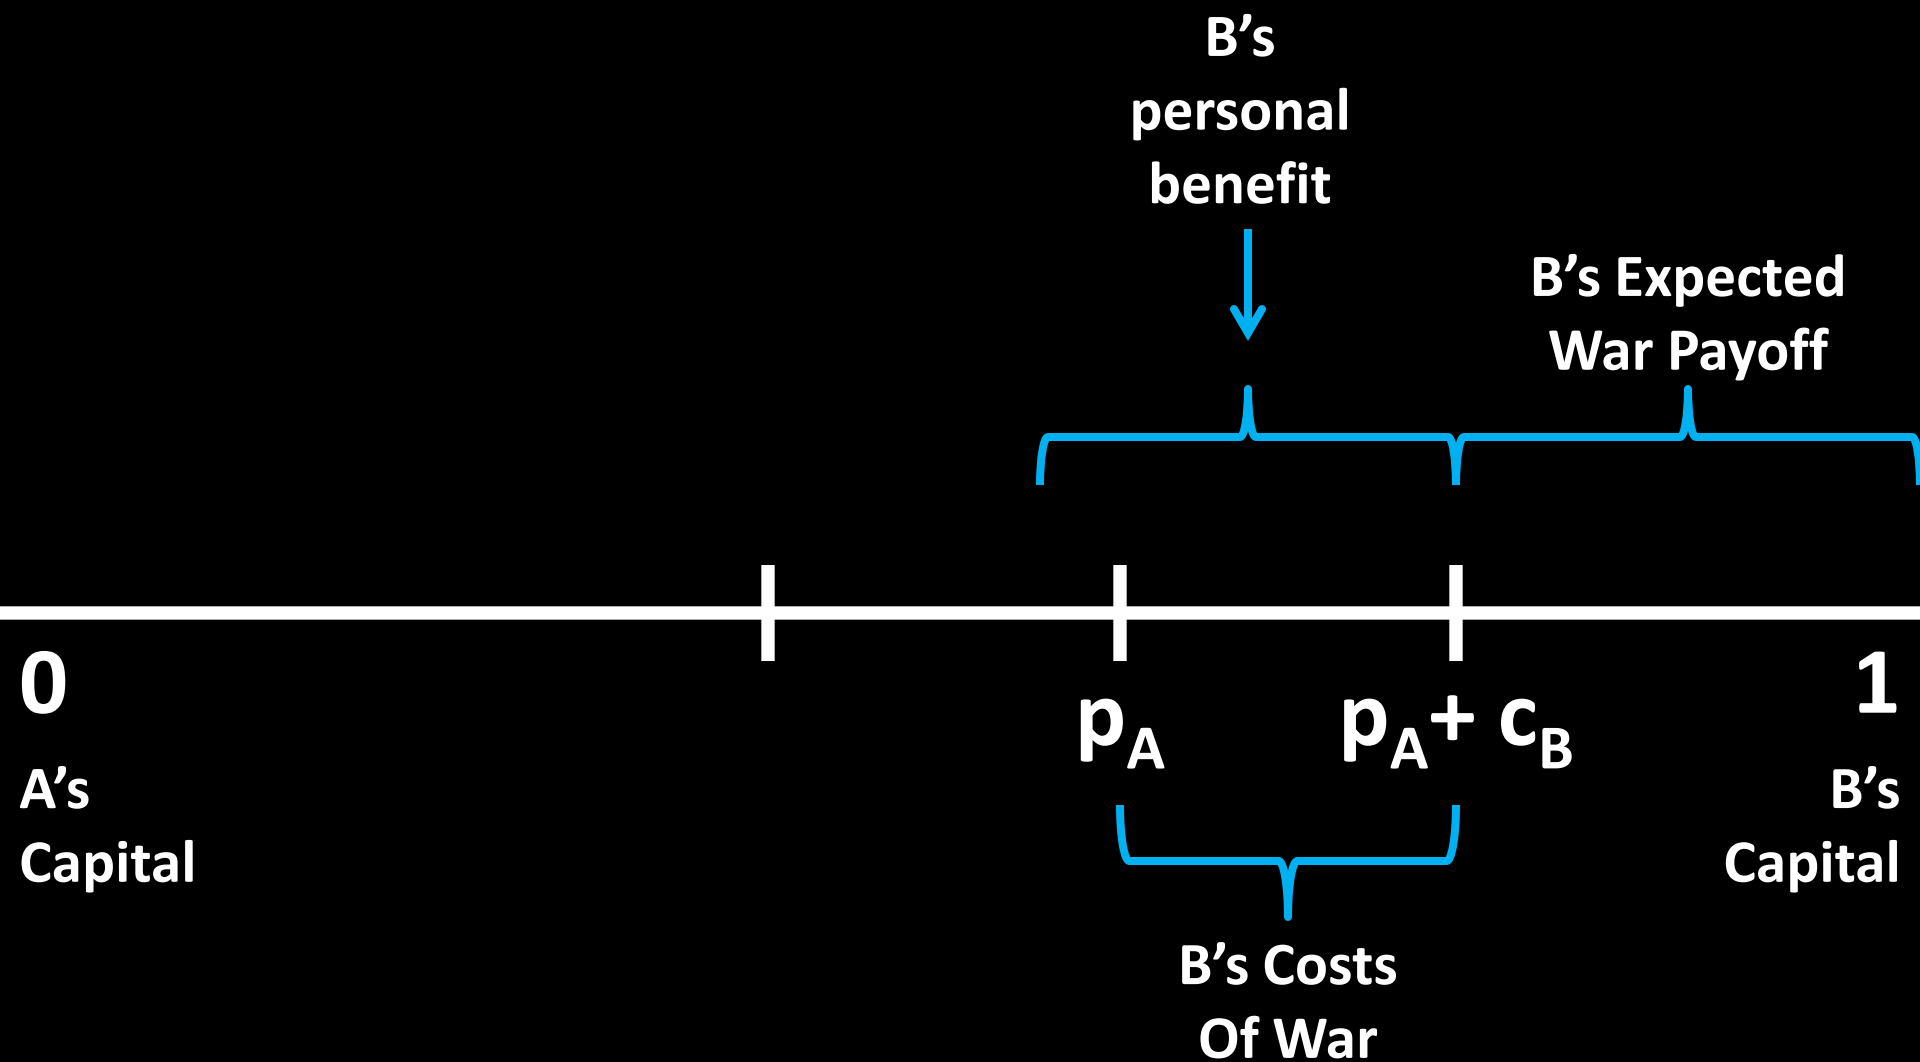 B’s
personal
benefit
B’s Expected
War Payoff
0
1
pA
pA+ cB
A’s
Capital
B’s
Capital
B’s Costs
Of War